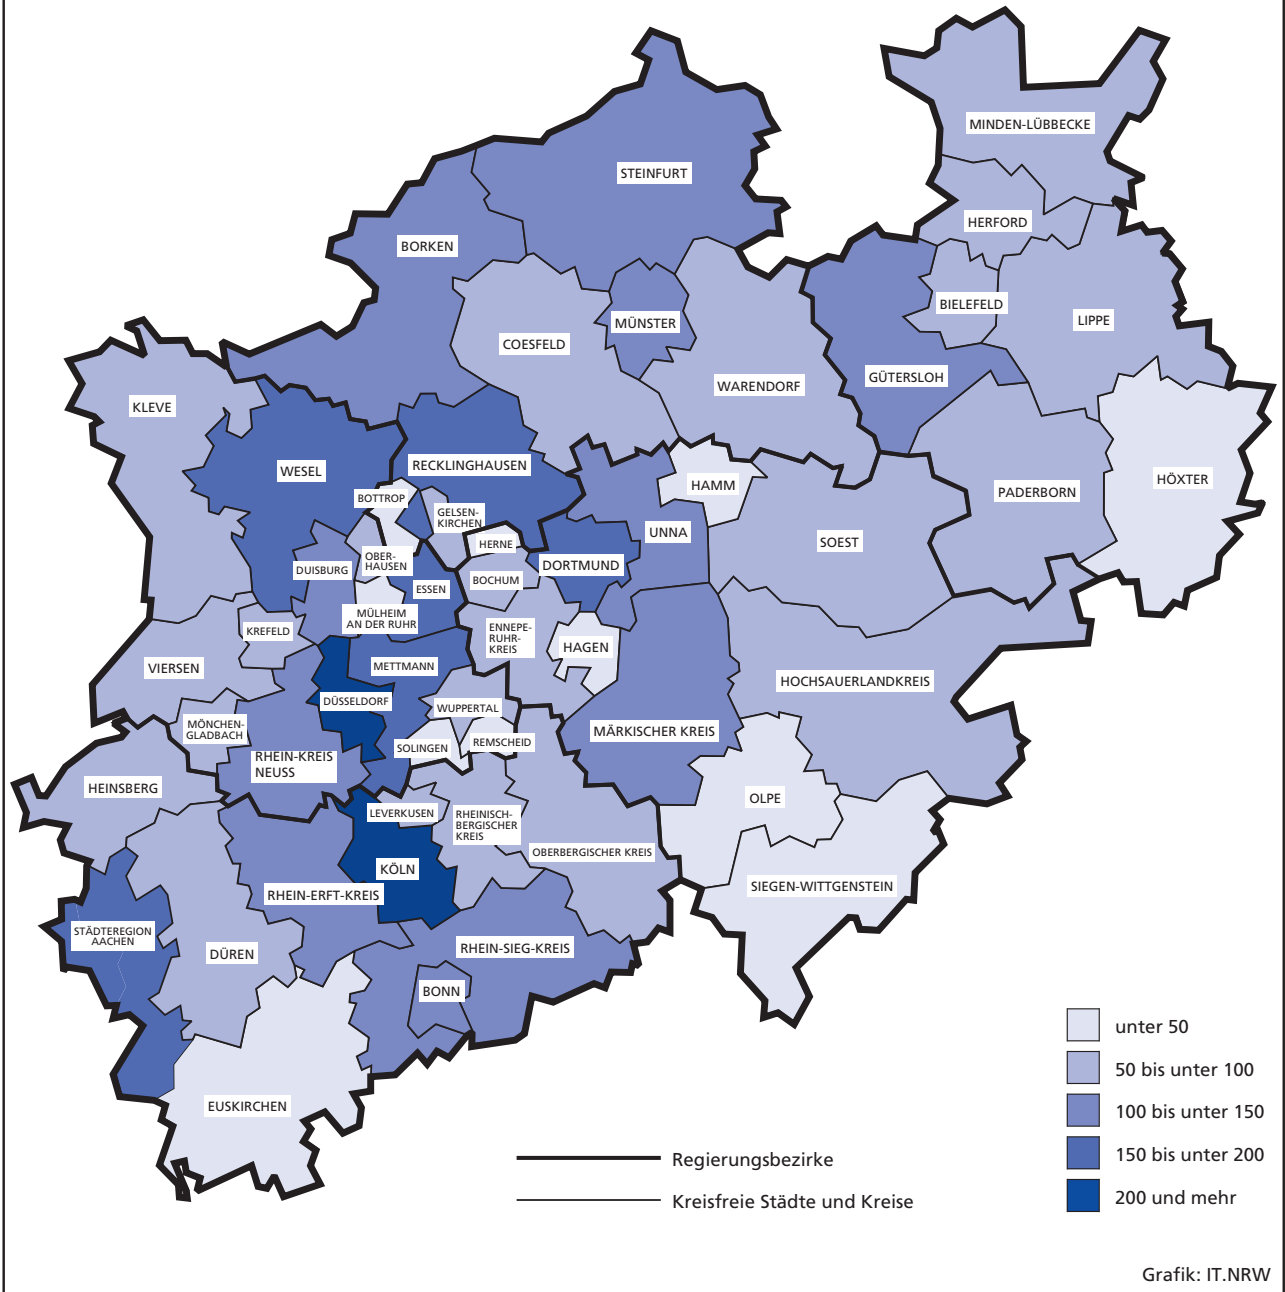 MINDEN-LÜBBECKE
STEINFURT
HERFORD
BORKEN
BIELEFELD
LIPPE
MÜNSTER
COESFELD
GÜTERSLOH
WARENDORF
KLEVE
RECKLINGHAUSEN
WESEL
HÖXTER
HAMM
PADERBORN
BOTTROP
GELSEN-
KIRCHEN
UNNA
SOEST
HERNE
OBER-
HAUSEN
DORTMUND
DUISBURG
BOCHUM
ESSEN
MÜLHEIM
AN DER RUHR
KREFELD
ENNEPE-
RUHR-
KREIS
HAGEN
VIERSEN
METTMANN
HOCHSAUERLANDKREIS
DÜSSELDORF
WUPPERTAL
MÖNCHEN-
GLADBACH
MÄRKISCHER KREIS
SOLINGEN
REMSCHEID
RHEIN-KREIS
NEUSS
HEINSBERG
OLPE
LEVERKUSEN
RHEINISCH-
BERGISCHER
KREIS
OBERBERGISCHER KREIS
KÖLN
SIEGEN-WITTGENSTEIN
RHEIN-ERFT-KREIS
STÄDTEREGION
AACHEN
DÜREN
RHEIN-SIEG-KREIS
BONN
EUSKIRCHEN
unter 50
50 bis unter 100
100 bis unter 150
150 bis unter 200
200 und mehr
Regierungsbezirke
Kreisfreie Städte und Kreise
Grafik: IT.NRW